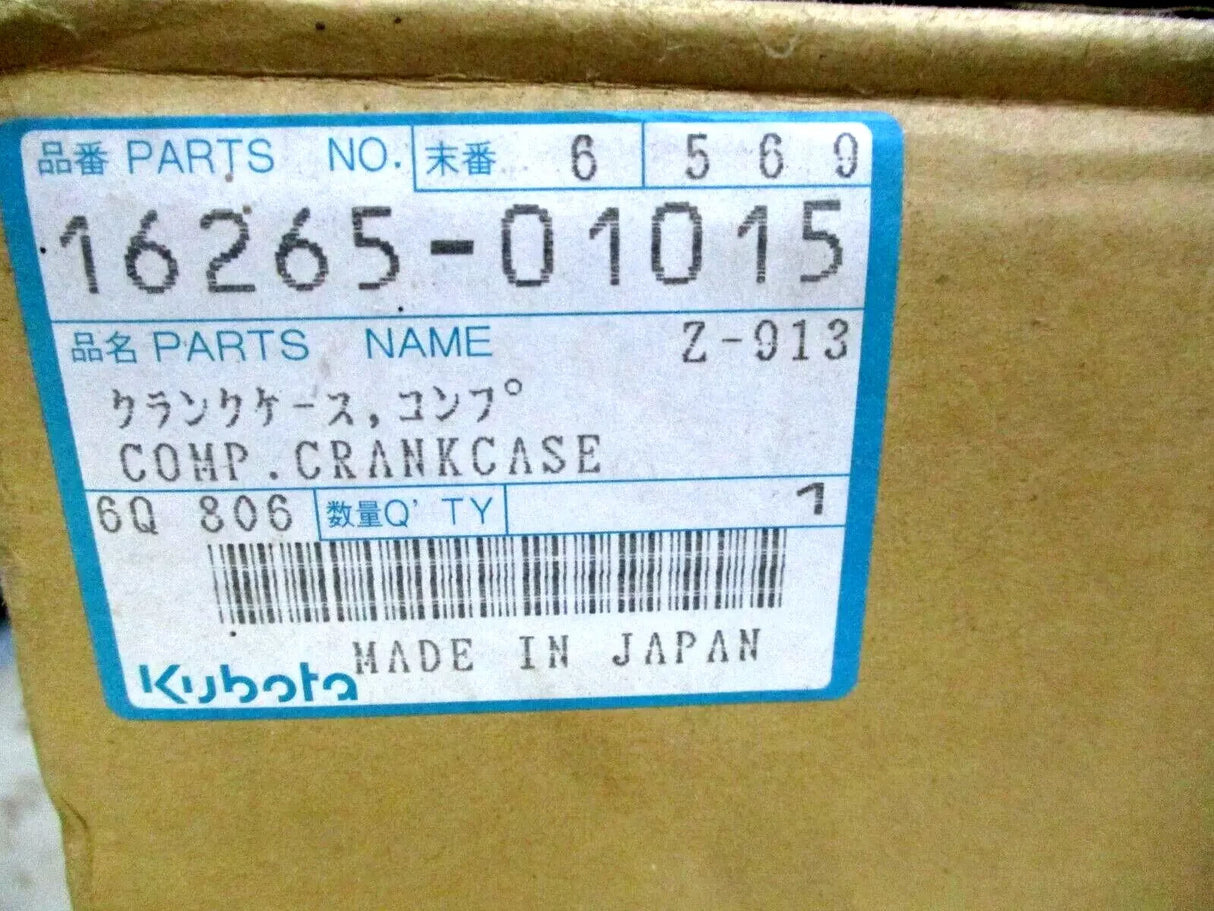 品番 PARTS NO. 末番 6 5 6 9
16265-01015
品名 PARTS NAME Z-913
クランクケース,コンプ
COMP.CRANKCASE
6Q 806 数量Q'TY 1
MADE IN JAPAN
Kubota